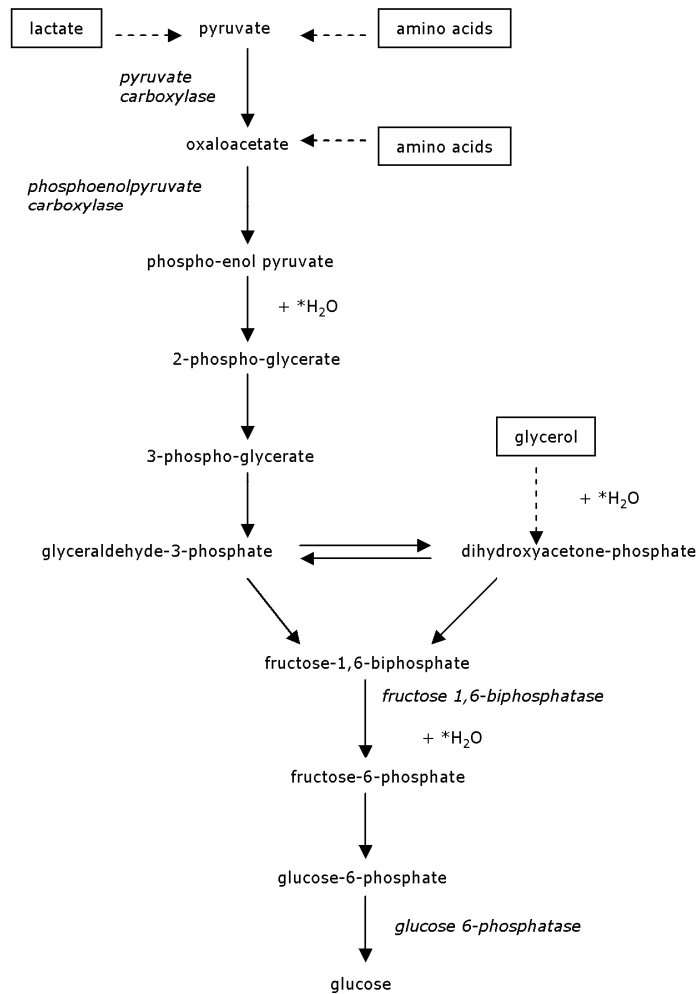 lactate
pyruvate
amino acids
pyruvate
carboxylase
oxaloacetate
amino acids
phosphoenolpyruvate
carboxylase
phospho-enol pyruvate
+ *H₂O
2-phospho-glycerate
3-phospho-glycerate
glycerol
+ *H₂O
glyceraldehyde-3-phosphate
dihydroxyacetone-phosphate
fructose-1,6-biphosphate
fructose 1,6-biphosphatase
+ *H₂O
fructose-6-phosphate
glucose-6-phosphate
glucose 6-phosphatase
glucose